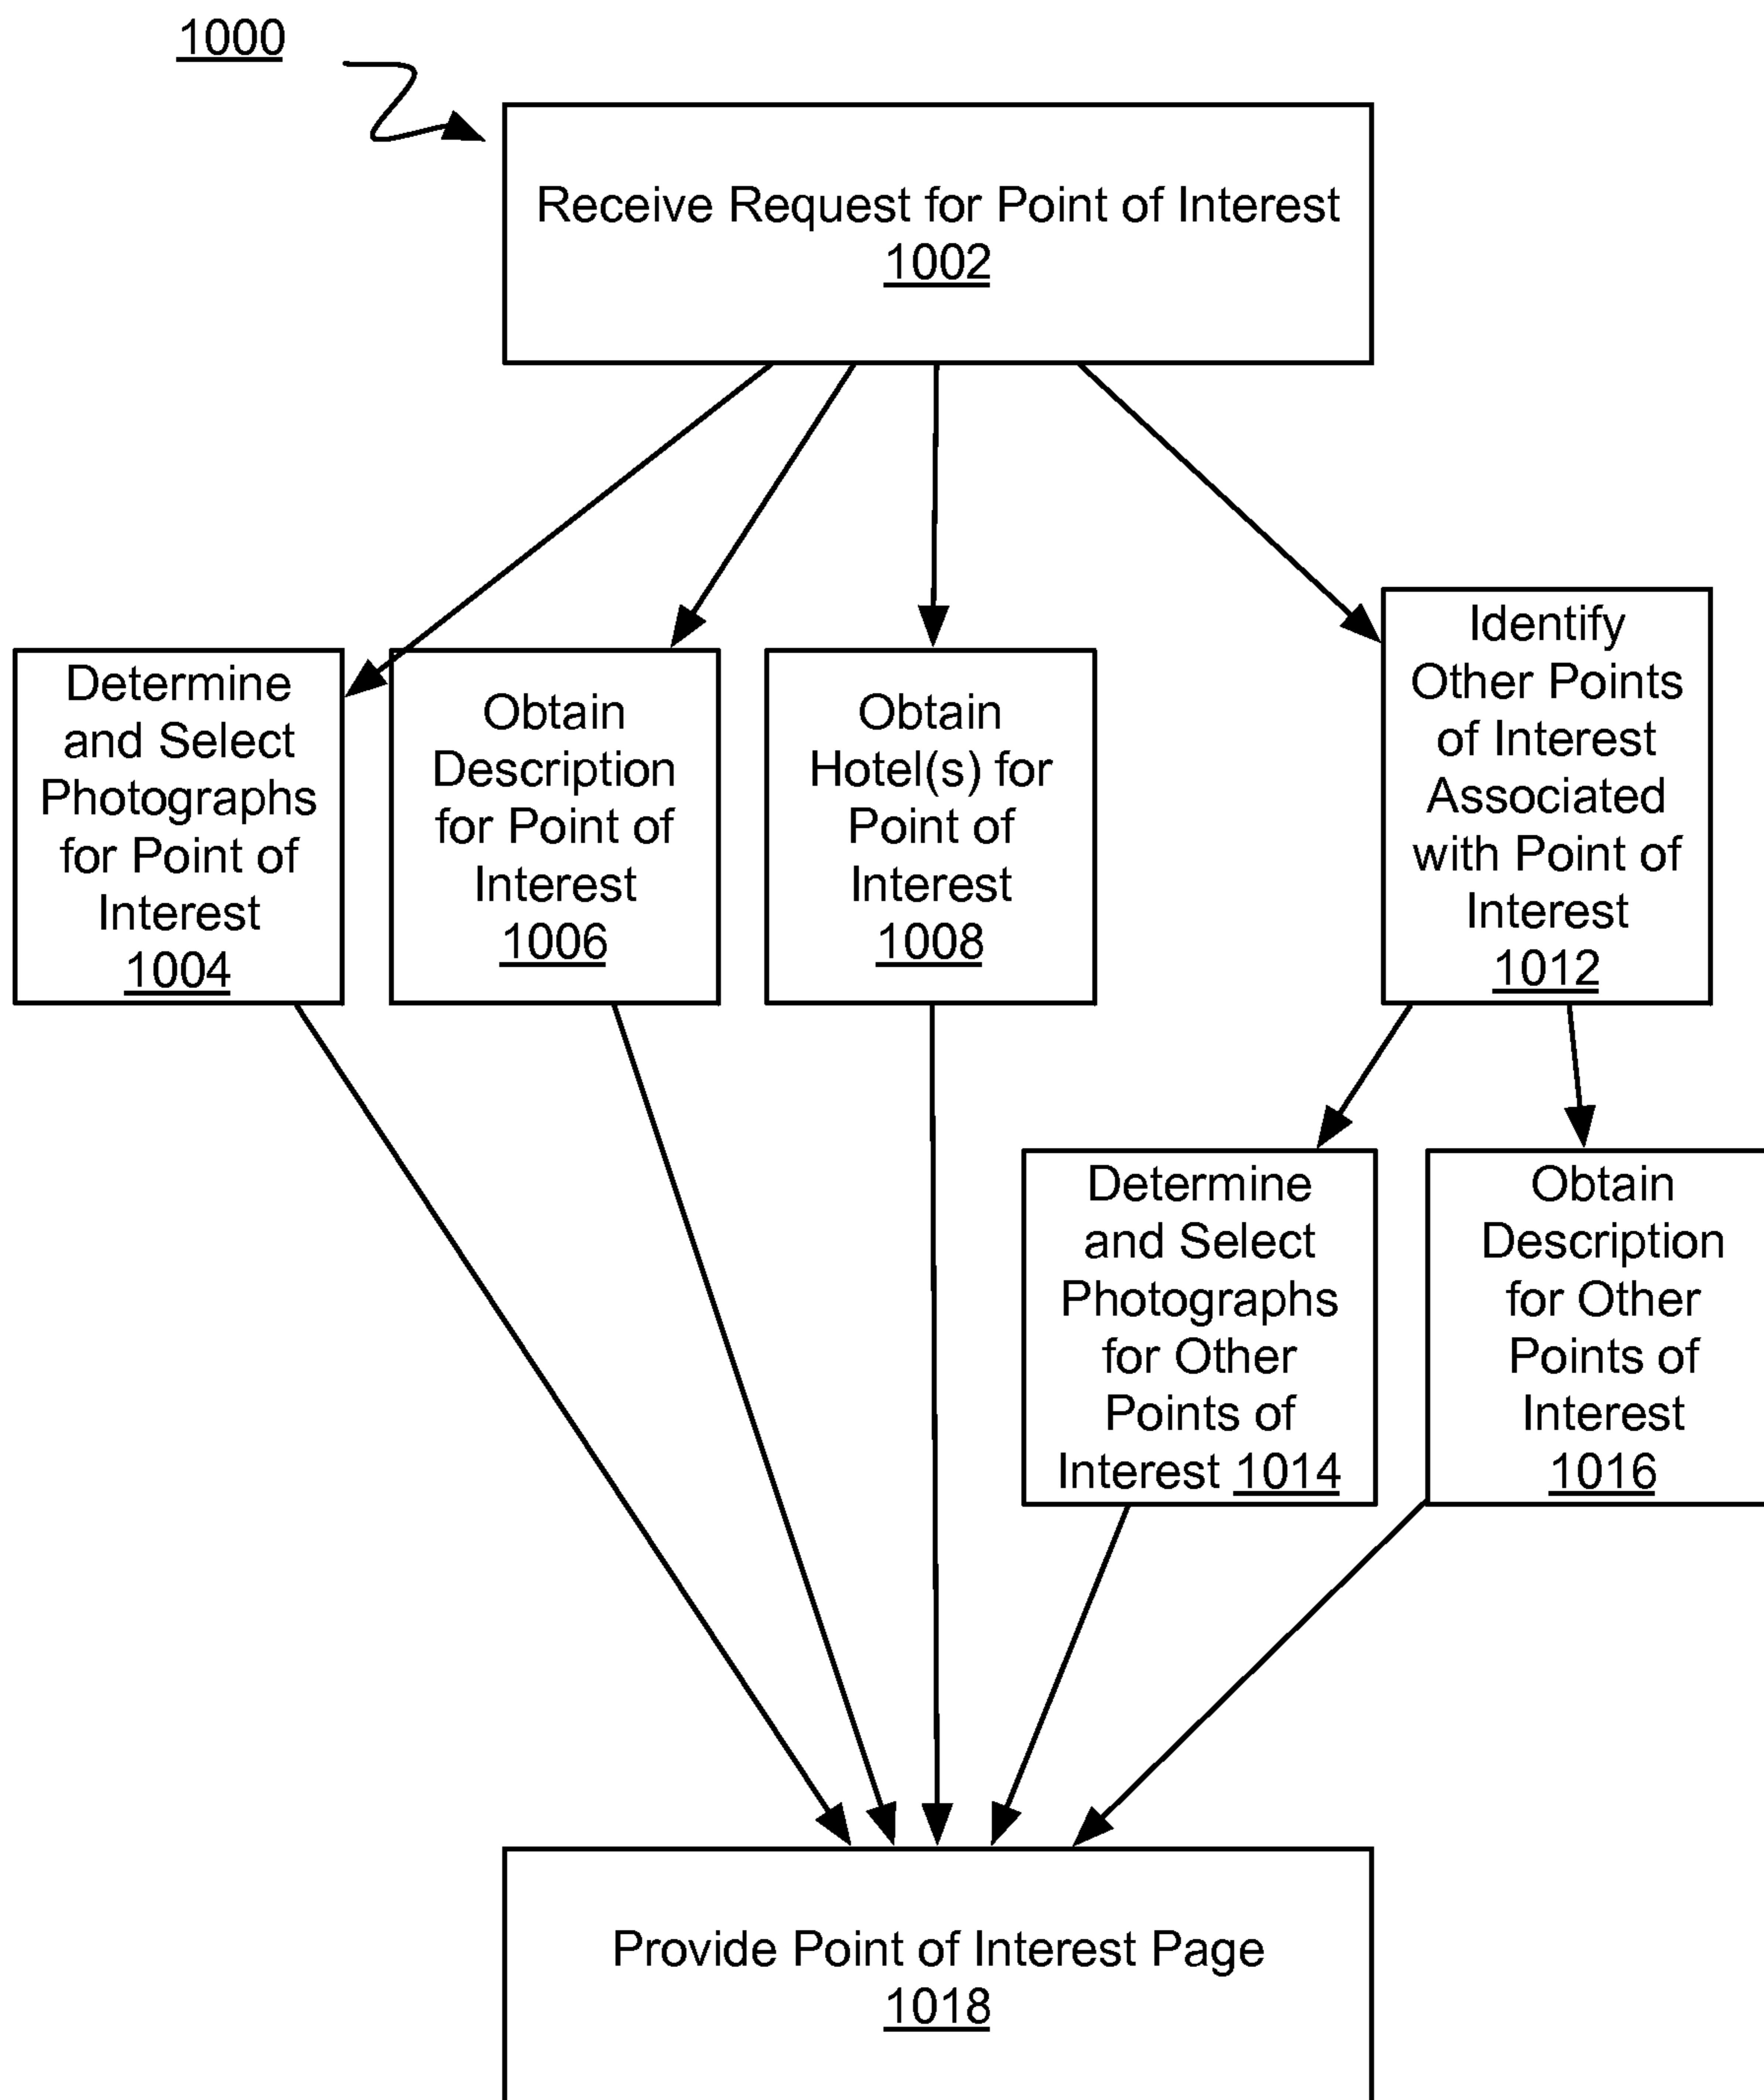 1000
Receive Request for Point of Interest
1002
Determine
and Select
Photographs
for Point of
Interest
1004
Obtain
Description
for Point of
Interest
1006
Obtain
Hotel(s) for
Point of
Interest
1008
Identify
Other Points
of Interest
Associated
with Point of
Interest
1012
Determine
and Select
Photographs
for Other
Points of
Interest 1014
Obtain
Description
for Other
Points of
Interest
1016
Provide Point of Interest Page
1018